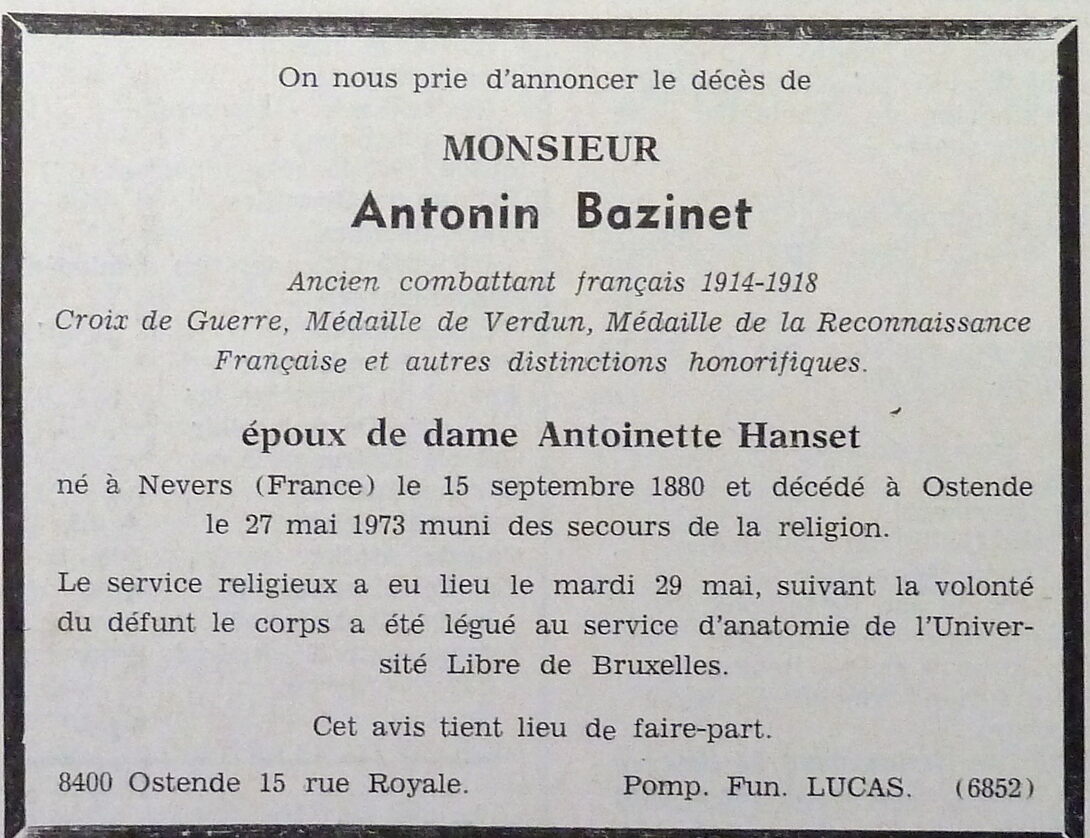 On nous prie d'annoncer le décès de
MONSIEUR
Antonin Bazinet
Ancien combattant français 1914-1918
Croix de Guerre, Médaille de Verdun, Médaille de la Reconnaissance
Française et autres distinctions honorifiques.
époux de dame Antoinette Hanset
né à Nevers (France) le 15 septembre 1880 et décédé à Ostende
le 27 mai 1973 muni des secours de la religion.
Le service religieux a eu lieu le mardi 29 mai, suivant la volonté
du défunt le corps a été légué au service d'anatomie de l'Univer-
sité Libre de Bruxelles.
Cet avis tient lieu de faire-part.
8400 Ostende 15 rue Royale. Pomp. Fun. LUCAS. (6852)